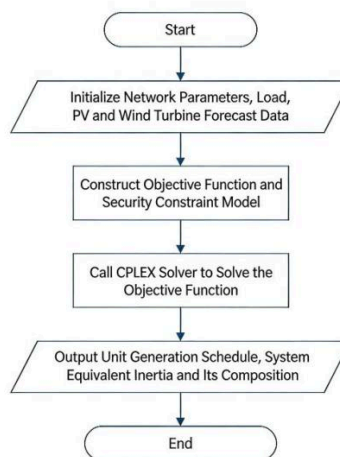 Start
Initialize Network Parameters, Load,
PV and Wind Turbine Forecast Data
Construct Objective Function and
Security Constraint Model
Call CPLEX Solver to Solve the
Objective Function
Output Unit Generation Schedule, System
Equivalent Inertia and Its Composition
End